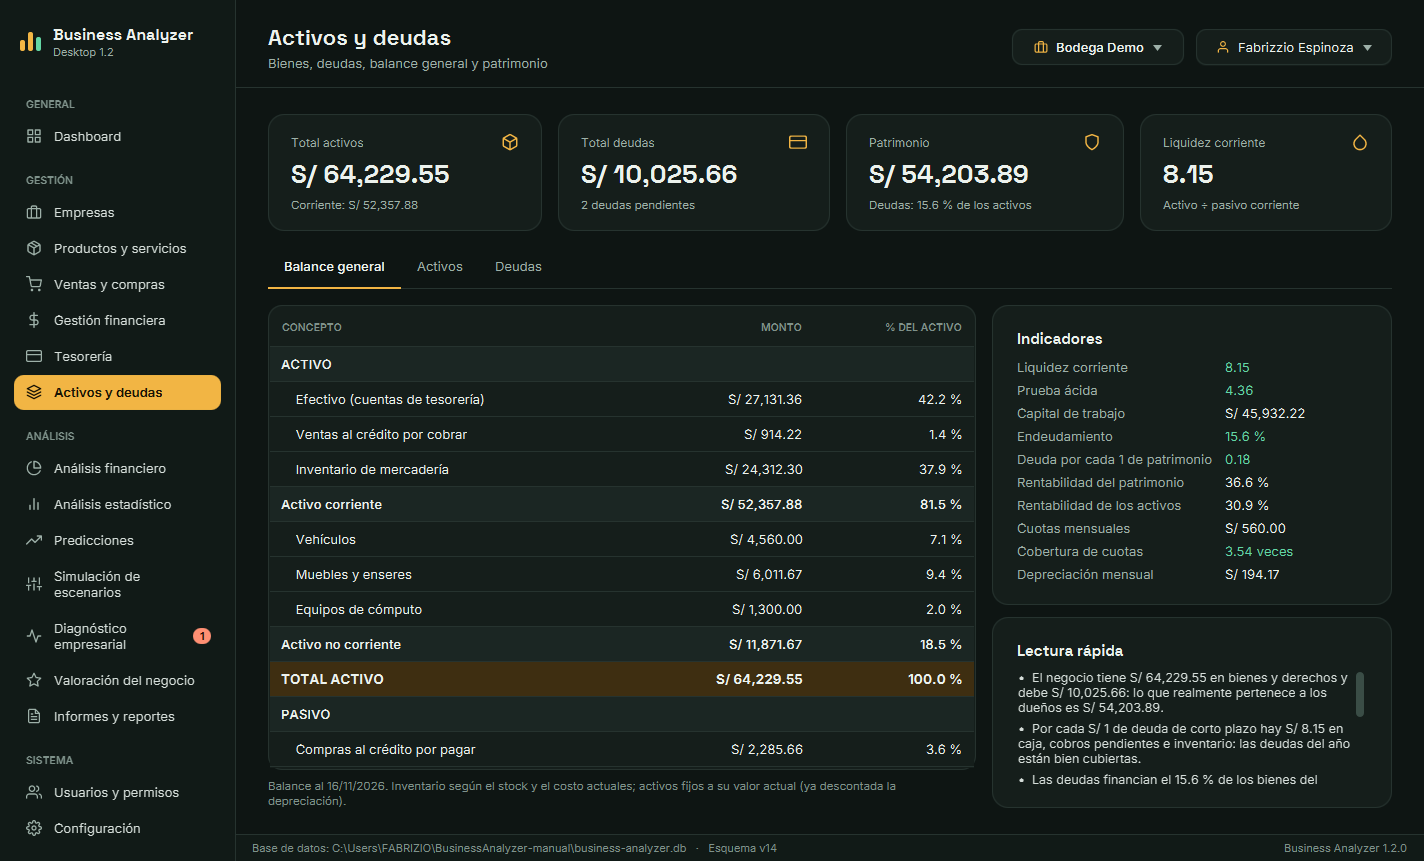 Business Analyzer
Desktop 1.2
GENERAL
Dashboard
GESTIÓN
Empresas
Productos y servicios
Ventas y compras
Gestión financiera
Tesorería
Activos y deudas
ANÁLISIS
Análisis financiero
Análisis estadístico
Predicciones
Simulación de
escenarios
Diagnóstico
empresarial
1
Valoración del negocio
Informes y reportes
SISTEMA
Usuarios y permisos
Configuración
Activos y deudas
Bienes, deudas, balance general y patrimonio
Bodega Demo
Fabrizzio Espinoza
Total activos
S/ 64,229.55
Corriente: S/ 52,357.88
Total deudas
S/ 10,025.66
2 deudas pendientes
Patrimonio
S/ 54,203.89
Deudas: 15.6 % de los activos
Liquidez corriente
8.15
Activo ÷ pasivo corriente
Balance general Activos Deudas
CONCEPTO MONTO % DEL ACTIVO
ACTIVO
Efectivo (cuentas de tesorería) S/ 27,131.36 42.2 %
Ventas al crédito por cobrar S/ 914.22 1.4 %
Inventario de mercadería S/ 24,312.30 37.9 %
Activo corriente S/ 52,357.88 81.5 %
Vehículos S/ 4,560.00 7.1 %
Muebles y enseres S/ 6,011.67 9.4 %
Equipos de cómputo S/ 1,300.00 2.0 %
Activo no corriente S/ 11,871.67 18.5 %
TOTAL ACTIVO S/ 64,229.55 100.0 %
PASIVO
Compras al crédito por pagar S/ 2,285.66 3.6 %
Balance al 16/11/2026. Inventario según el stock y el costo actuales; activos fijos a su valor actual (ya descontada la
depreciación).
Indicadores
Liquidez corriente 8.15
Prueba ácida 4.36
Capital de trabajo S/ 45,932.22
Endeudamiento 15.6 %
Deuda por cada 1 de patrimonio 0.18
Rentabilidad del patrimonio 36.6 %
Rentabilidad de los activos 30.9 %
Cuotas mensuales S/ 560.00
Cobertura de cuotas 3.54 veces
Depreciación mensual S/ 194.17
Lectura rápida
• El negocio tiene S/ 64,229.55 en bienes y derechos y
debe S/ 10,025.66: lo que realmente pertenece a los
dueños es S/ 54,203.89.
• Por cada S/ 1 de deuda de corto plazo hay S/ 8.15 en
caja, cobros pendientes e inventario: las deudas del año
están bien cubiertas.
• Las deudas financian el 15.6 % de los bienes del
Base de datos: C:\Users\FABRIZIO\BusinessAnalyzer-manual\business-analyzer.db · Esquema v14
Business Analyzer 1.2.0